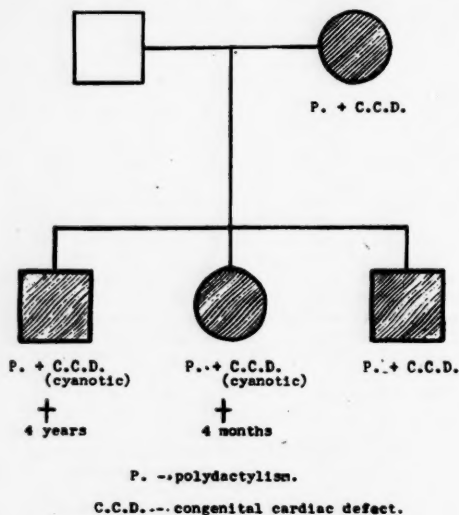 P. + C.C.D.
P. + C.C.D. P. + C.C.D. P. + C.C.D.
(cyanotic) (cyanotic)
4 years 4 months
P. -- polydactylism.
C.C.D. -- congenital cardiac defect.